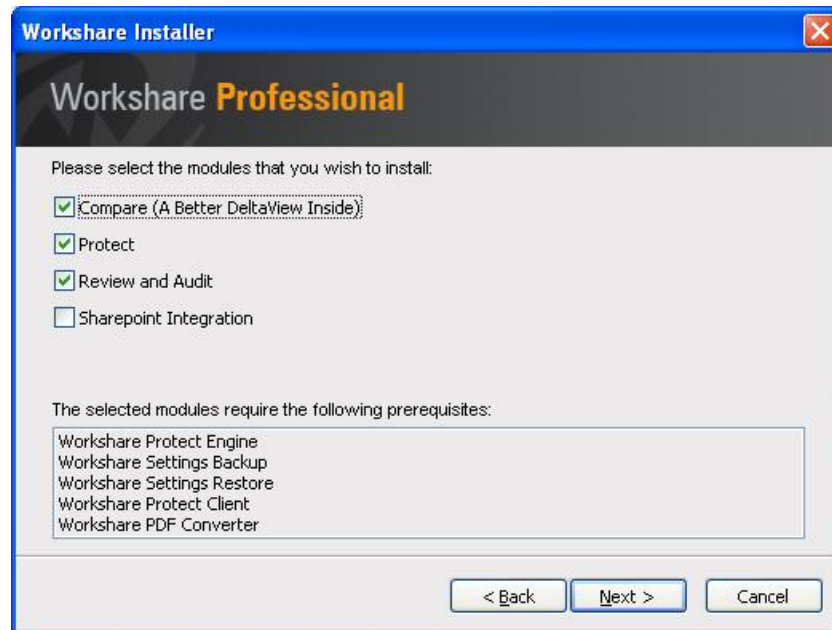 Workshare Installer
Workshare Professional
Please select the modules that you wish to install:
Compare (A Better DeltaView Inside)
Protect
Review and Audit
Sharepoint Integration
The selected modules require the following prerequisites:
Workshare Protect Engine
Workshare Settings Backup
Workshare Settings Restore
Workshare Protect Client
Workshare PDF Converter
< Back Next > Cancel